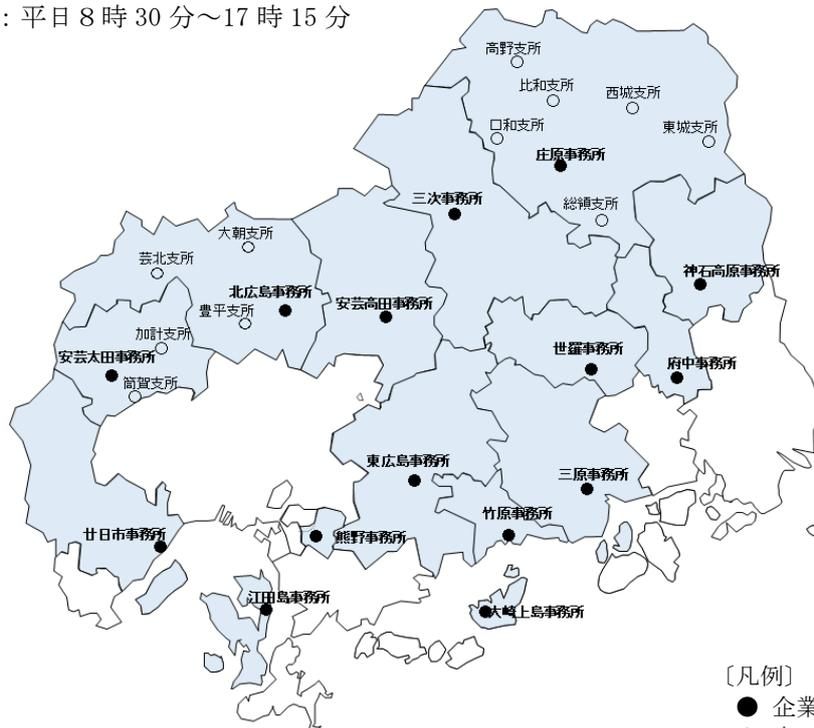 ：平日８時30分～17時15分
高野支所
比和支所
西城支所
口和支所
東城支所
庄原事務所
三次事務所
総領支所
大朝支所
芸北支所
神石高原事務所
北広島事務所
安芸高田事務所
豊平支所
加計支所
安芸太田事務所
世羅事務所
府中事務所
筒賀支所
東広島事務所
三原事務所
竹原事務所
廿日市事務所
熊野事務所
江田島事務所
大崎上島事務所
〔凡例〕
● 企業